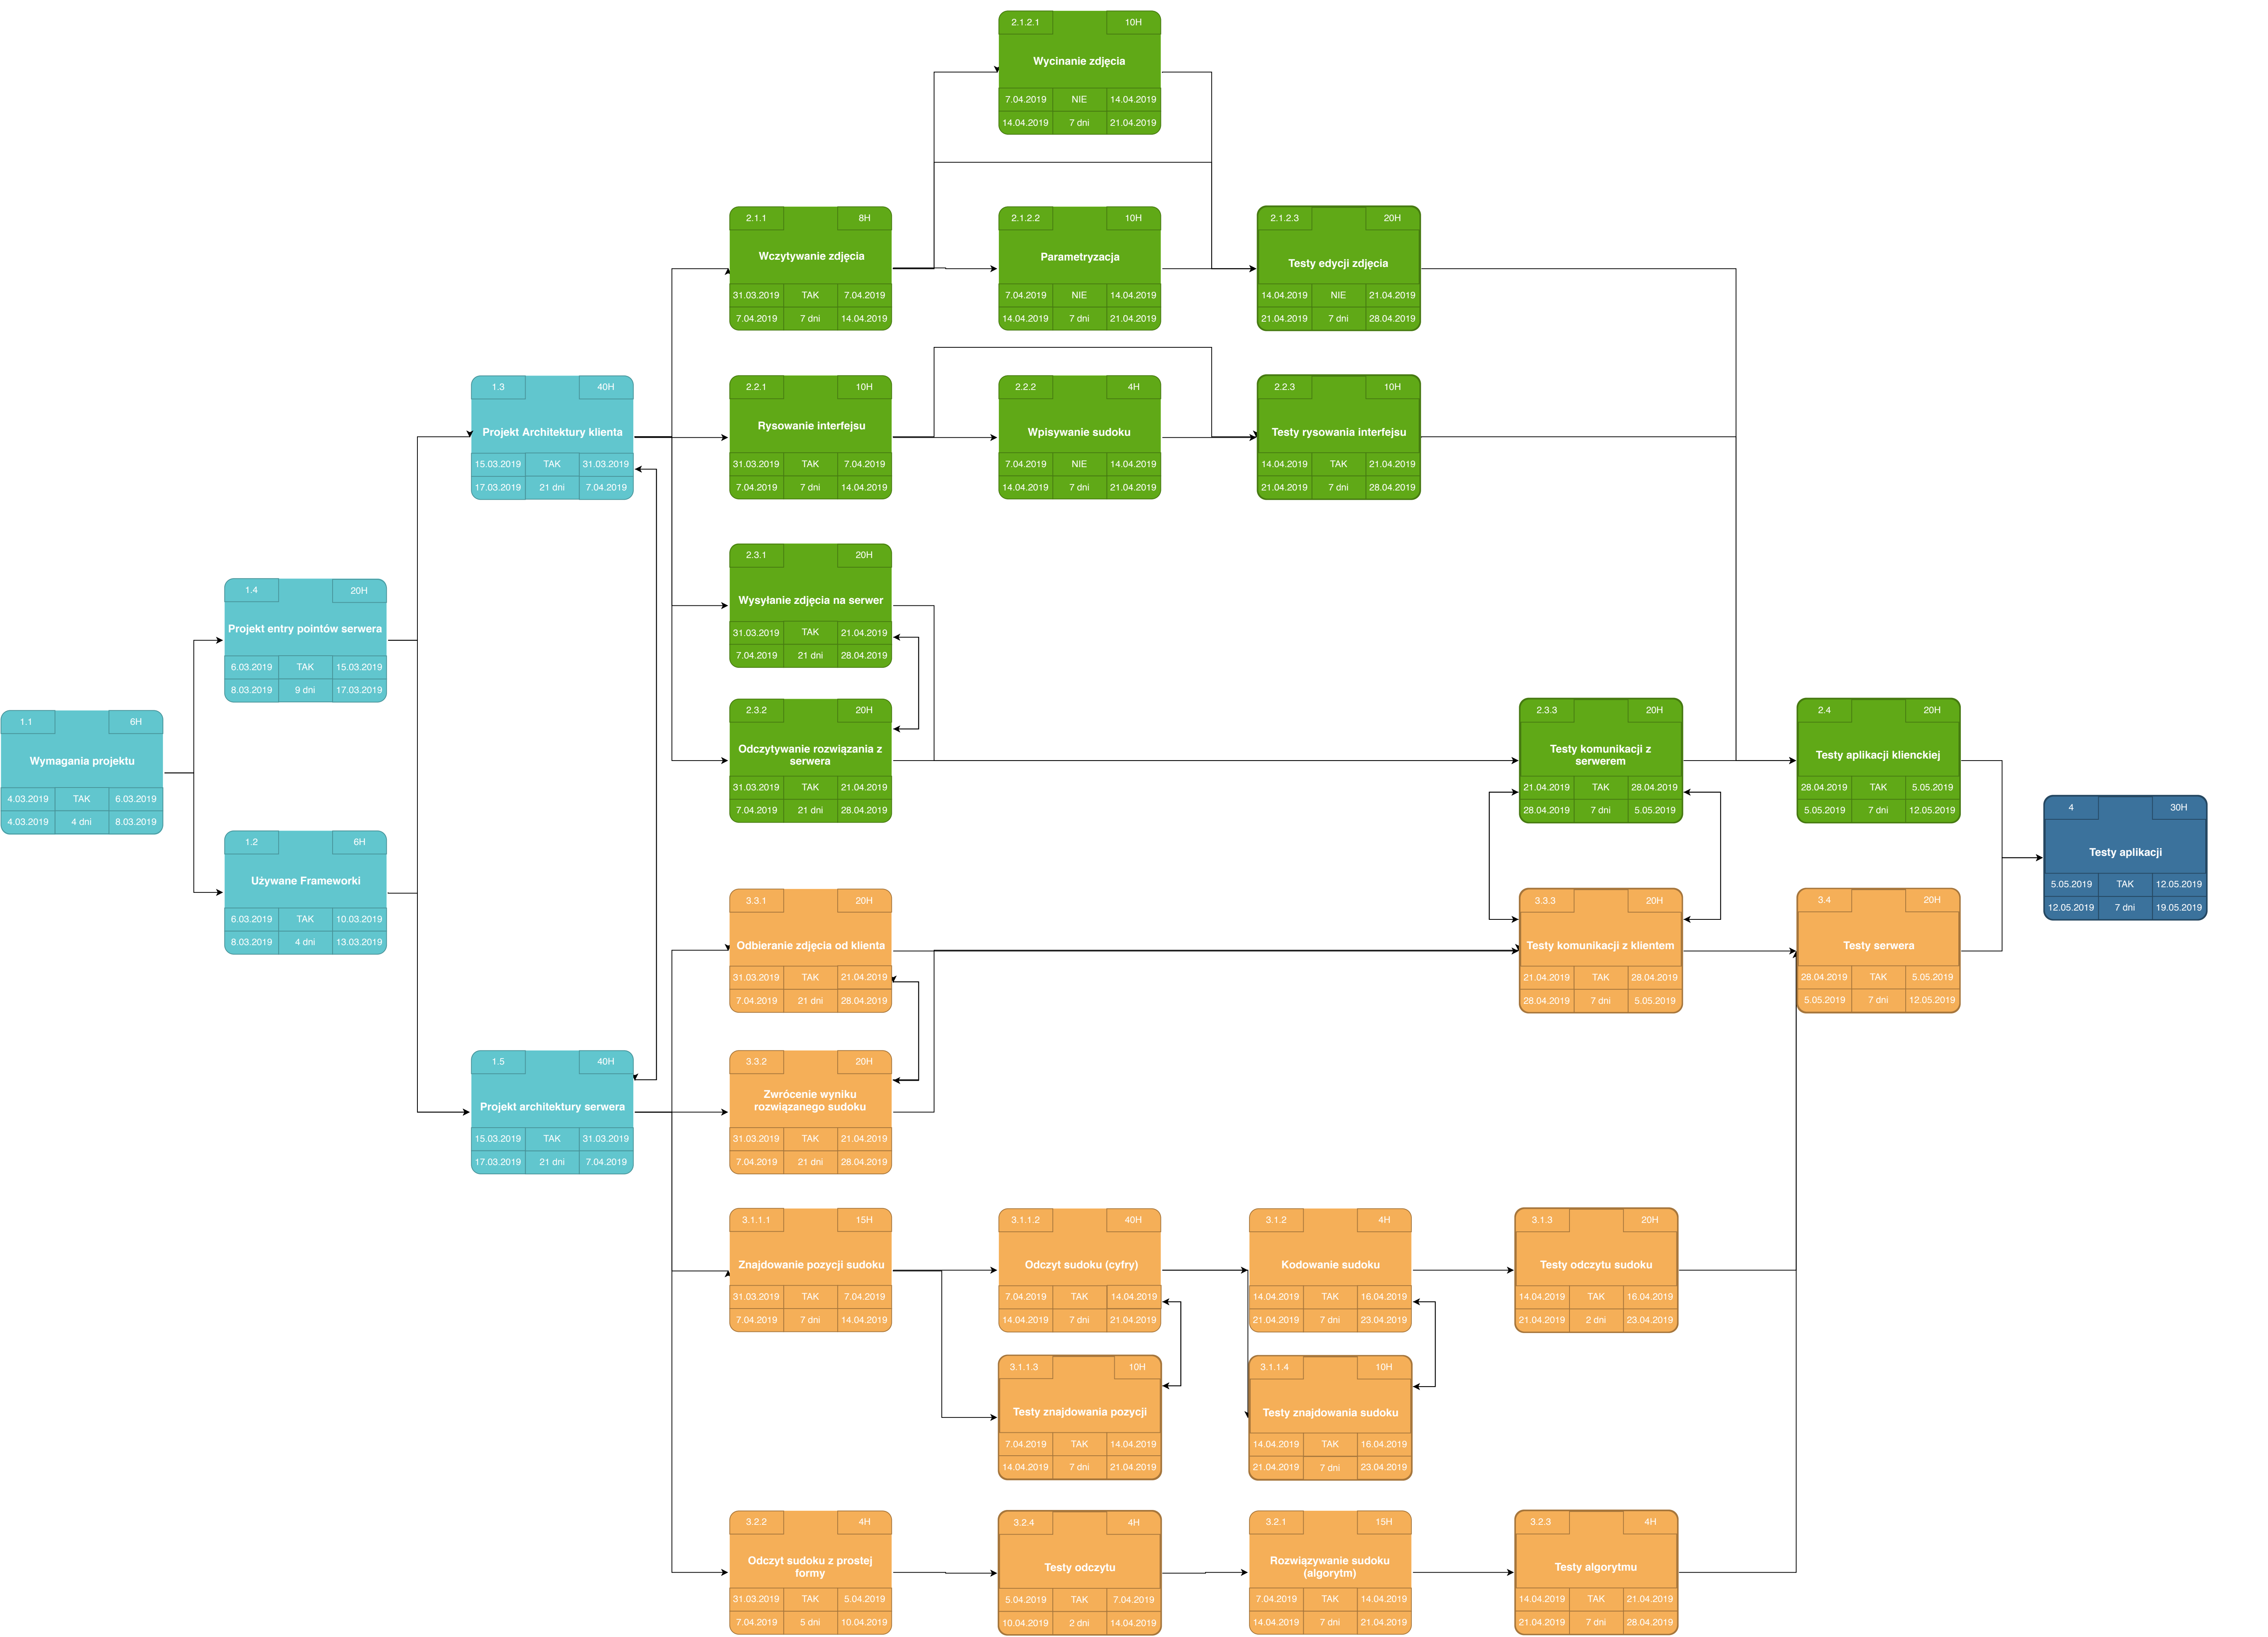 2.1.2.1 10H
Wycinanie zdjęcia
7.04.2019 NIE 14.04.2019
14.04.2019 7 dni 21.04.2019
2.1.1 8H
Wczytywanie zdjęcia
31.03.2019 TAK 7.04.2019
7.04.2019 7 dni 14.04.2019
2.1.2.2 10H
Parametryzacja
7.04.2019 NIE 14.04.2019
14.04.2019 7 dni 21.04.2019
2.1.2.3 20H
Testy edycji zdjęcia
14.04.2019 NIE 21.04.2019
21.04.2019 7 dni 28.04.2019
1.3 40H
Projekt Architektury klienta
15.03.2019 TAK 31.03.2019
17.03.2019 21 dni 7.04.2019
2.2.1 10H
Rysowanie interfejsu
31.03.2019 TAK 7.04.2019
7.04.2019 7 dni 14.04.2019
2.2.2 4H
Wpisywanie sudoku
7.04.2019 NIE 14.04.2019
14.04.2019 7 dni 21.04.2019
2.2.3 10H
Testy rysowania interfejsu
14.04.2019 TAK 21.04.2019
21.04.2019 7 dni 28.04.2019
2.3.1 20H
Wysyłanie zdjęcia na serwer
31.03.2019 TAK 21.04.2019
7.04.2019 21 dni 28.04.2019
1.4 20H
Projekt entry pointów serwera
6.03.2019 TAK 15.03.2019
8.03.2019 9 dni 17.03.2019
1.1 6H
Wymagania projektu
4.03.2019 TAK 6.03.2019
4.03.2019 4 dni 8.03.2019
2.3.2 20H
Odczytywanie rozwiązania z
serwera
31.03.2019 TAK 21.04.2019
7.04.2019 21 dni 28.04.2019
2.3.3 20H
Testy komunikacji z
serwerem
21.04.2019 TAK 28.04.2019
28.04.2019 7 dni 5.05.2019
2.4 20H
Testy aplikacji klienckiej
28.04.2019 TAK 5.05.2019
5.05.2019 7 dni 12.05.2019
4 30H
Testy aplikacji
5.05.2019 TAK 12.05.2019
12.05.2019 7 dni 19.05.2019
1.2 6H
Używane Frameworki
6.03.2019 TAK 10.03.2019
8.03.2019 4 dni 13.03.2019
3.3.1 20H
Odbieranie zdjęcia od klienta
31.03.2019 TAK 21.04.2019
7.04.2019 21 dni 28.04.2019
3.3.3 20H
Testy komunikacji z klientem
21.04.2019 TAK 28.04.2019
28.04.2019 7 dni 5.05.2019
3.4 20H
Testy serwera
28.04.2019 TAK 5.05.2019
5.05.2019 7 dni 12.05.2019
1.5 40H
Projekt architektury serwera
15.03.2019 TAK 31.03.2019
17.03.2019 21 dni 7.04.2019
3.3.2 20H
Zwrócenie wyniku
rozwiązanego sudoku
31.03.2019 TAK 21.04.2019
7.04.2019 21 dni 28.04.2019
3.1.1.1 15H
Znajdowanie pozycji sudoku
31.03.2019 TAK 7.04.2019
7.04.2019 7 dni 14.04.2019
3.1.1.2 40H
Odczyt sudoku (cyfry)
7.04.2019 TAK 14.04.2019
14.04.2019 7 dni 21.04.2019
3.1.2 4H
Kodowanie sudoku
14.04.2019 TAK 16.04.2019
21.04.2019 7 dni 23.04.2019
3.1.3 20H
Testy odczytu sudoku
14.04.2019 TAK 16.04.2019
21.04.2019 2 dni 23.04.2019
3.1.1 3 10H
Testy znajdowania pozycji
7.04.2019 TAK 14.04.2019
14.04.2019 7 dni 21.04.2019
3.1.1.4 10H
Testy znajdowania sudoku
14.04.2019 TAK 16.04.2019
21.04.2019 7 dni 23.04.2019
3.2.2 4H
Odczyt sudoku z prostej
formy
31.03.2019 TAK 5.04.2019
7.04.2019 5 dni 10.04.2019
3.2.4 4H
Testy odczytu
5.04.2019 TAK 7.04.2019
10.04.2019 2 dni 14.04.2019
3.2.1 15H
Rozwiązywanie sudoku
(algorytm)
7.04.2019 TAK 14.04.2019
14.04.2019 7 dni 21.04.2019
3.2.3 4H
Testy algorytmu
14.04.2019 TAK 21.04.2019
21.04.2019 7 dni 28.04.2019